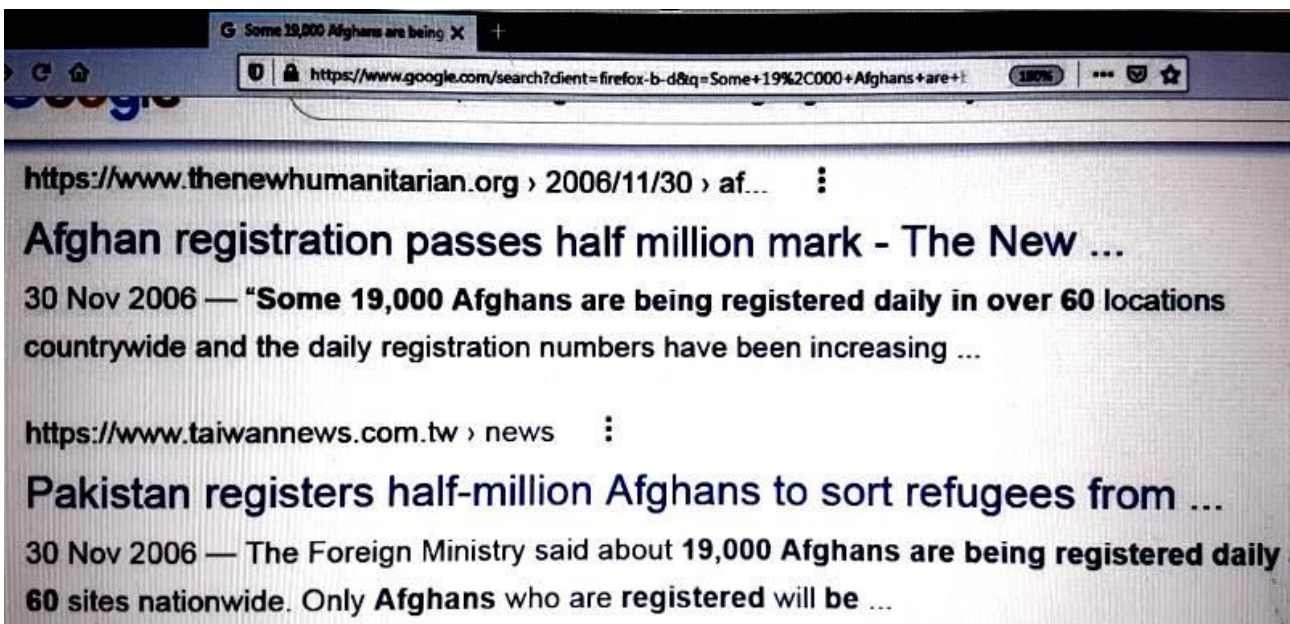 G Some 19,000 Afghans are being
https://www.google.com/search?client=firefox-b-d&q=Some+19%2C000+Afghans+are+
180%
https://www.thenewhumanitarian.org › 2006/11/30 › af...
Afghan registration passes half million mark - The New ...
30 Nov 2006 — “Some 19,000 Afghans are being registered daily in over 60 locations
countrywide and the daily registration numbers have been increasing ...
https://www.taiwannews.com.tw › news
Pakistan registers half-million Afghans to sort refugees from ...
30 Nov 2006 — The Foreign Ministry said about 19,000 Afghans are being registered daily
60 sites nationwide. Only Afghans who are registered will be ...